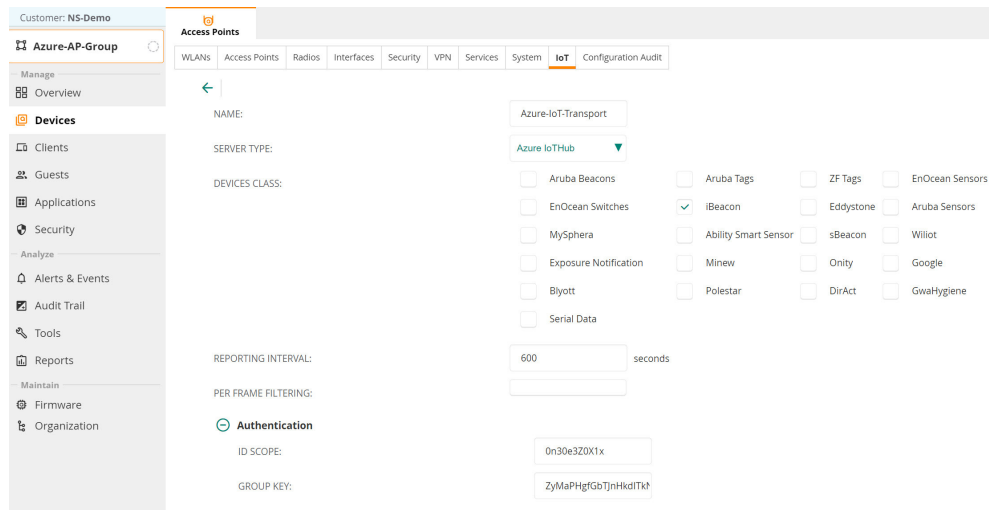 Customer: NS-Demo
Azure-AP-Group
Manage
Overview
Devices
Clients
Guests
Applications
Security
Analyze
Alerts & Events
Audit Trail
Tools
Reports
Maintain
Firmware
Organization
Access Points
WLANs Access Points Radios Interfaces Security VPN Services System IoT Configuration Audit
NAME: Azure-IoT-Transport
SERVER TYPE: Azure IoTHub
DEVICES CLASS: Aruba Beacons Aruba Tags ZF Tags EnOcean Sensors
EnOcean Switches iBeacon Eddystone Aruba Sensors
MySphera Ability Smart Sensor sBeacon Wiliot
Exposure Notification Minew Onity Google
Blyott Polestar DirAct GwaHygiene
Serial Data
REPORTING INTERVAL: 600 seconds
PER FRAME FILTERING:
Authentication
ID SCOPE: 0n30e3Z0X1x
GROUP KEY: